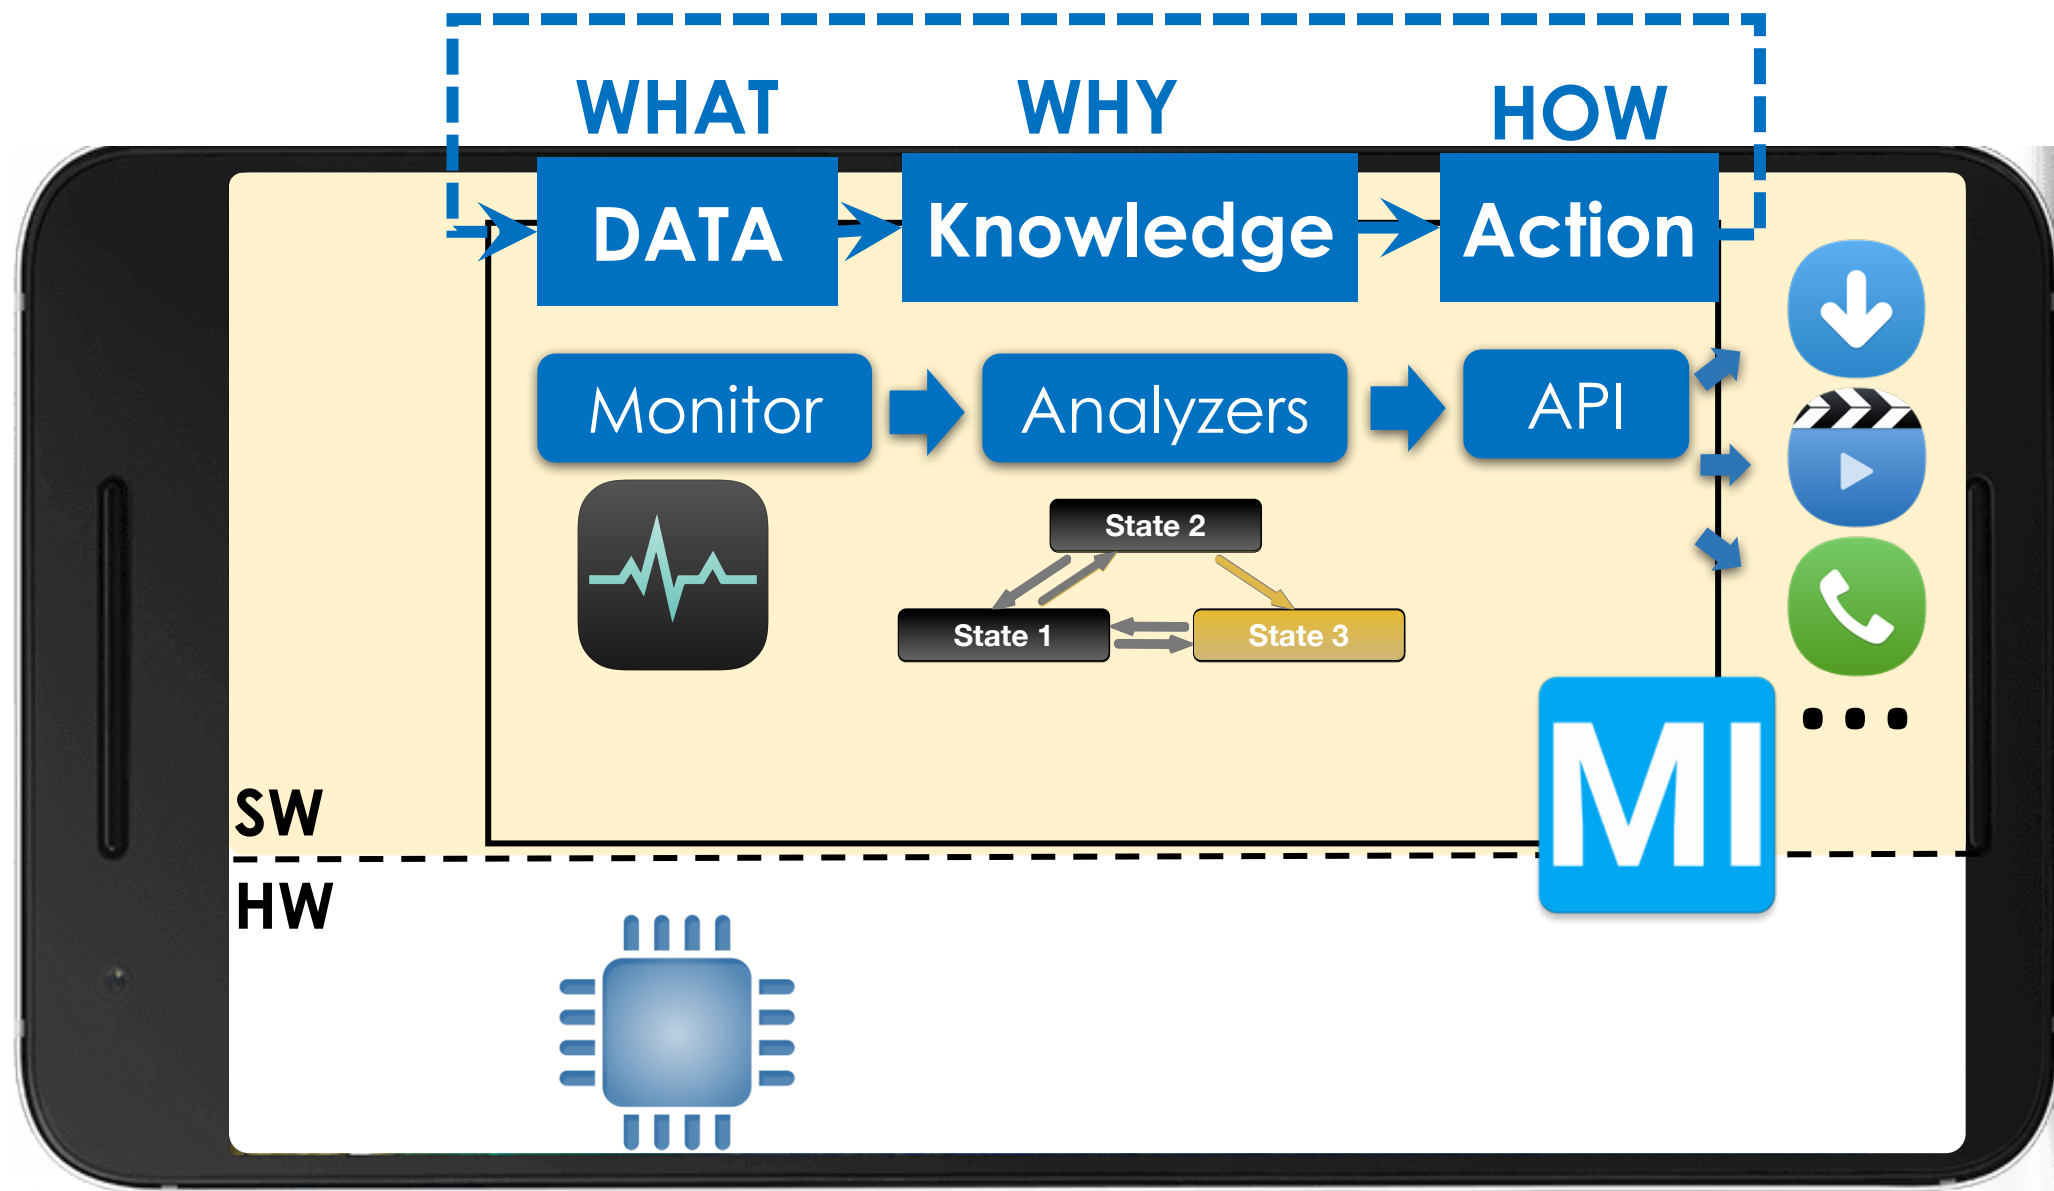 WHAT
WHY
HOW
DATA
Knowledge
Action
Monitor
Analyzers
API
State 2
State 1
State 3
MI
...
SW
HW